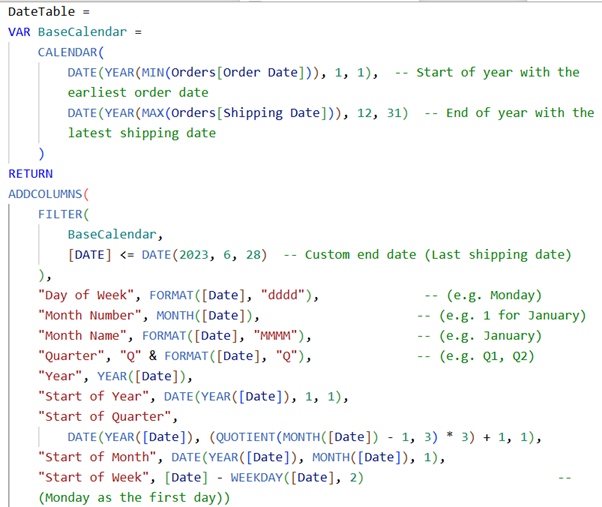 DateTable =
VAR BaseCalendar =
CALENDAR(
DATE(YEAR(MIN(Orders[Order Date])), 1, 1),  -- Start of year with the
earliest order date
DATE(YEAR(MAX(Orders[Shipping Date])), 12, 31)  -- End of year with the
latest shipping date
)
RETURN
ADDCOLUMNS(
FILTER(
BaseCalendar,
[DATE] <= DATE(2023, 6, 28)  -- Custom end date (Last shipping date)
),
"Day of Week", FORMAT([Date], "dddd"),  -- (e.g. Monday)
"Month Number", MONTH([Date]),  -- (e.g. 1 for January)
"Month Name", FORMAT([Date], "MMMM"),  -- (e.g. January)
"Quarter", "Q" & FORMAT([Date], "Q"),  -- (e.g. Q1, Q2)
"Year", YEAR([Date]),
"Start of Year", DATE(YEAR([Date]), 1, 1),
"Start of Quarter",
DATE(YEAR([Date]), (QUOTIENT(MONTH([Date]) - 1, 3) * 3) + 1, 1),
"Start of Month", DATE(YEAR([Date]), MONTH([Date]), 1),
"Start of Week", [Date] - WEEKDAY([Date], 2)  --
(Monday as the first day))